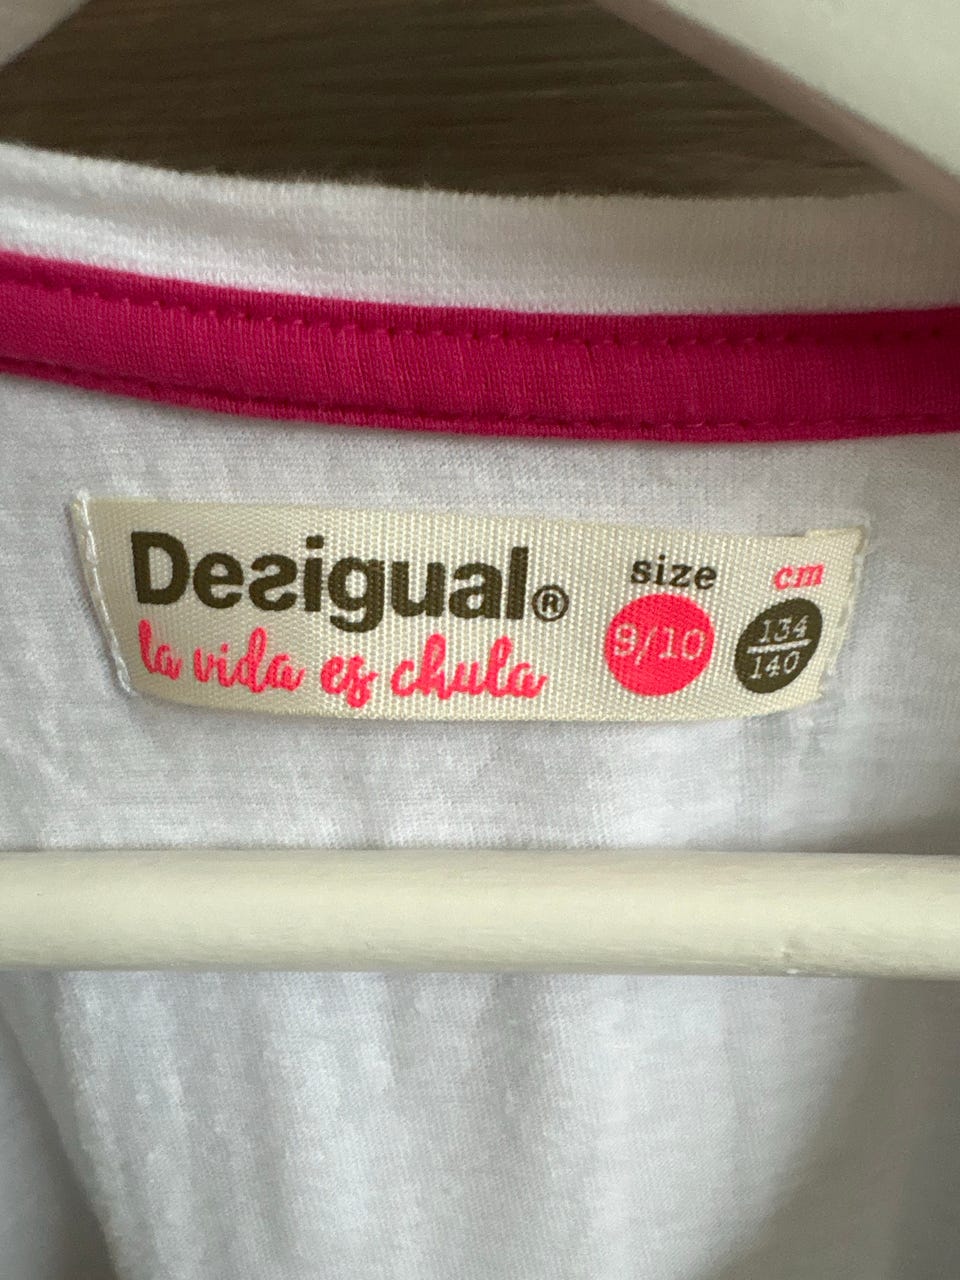 Desigual®
la vida es chula
size
9/10
cm
134
140